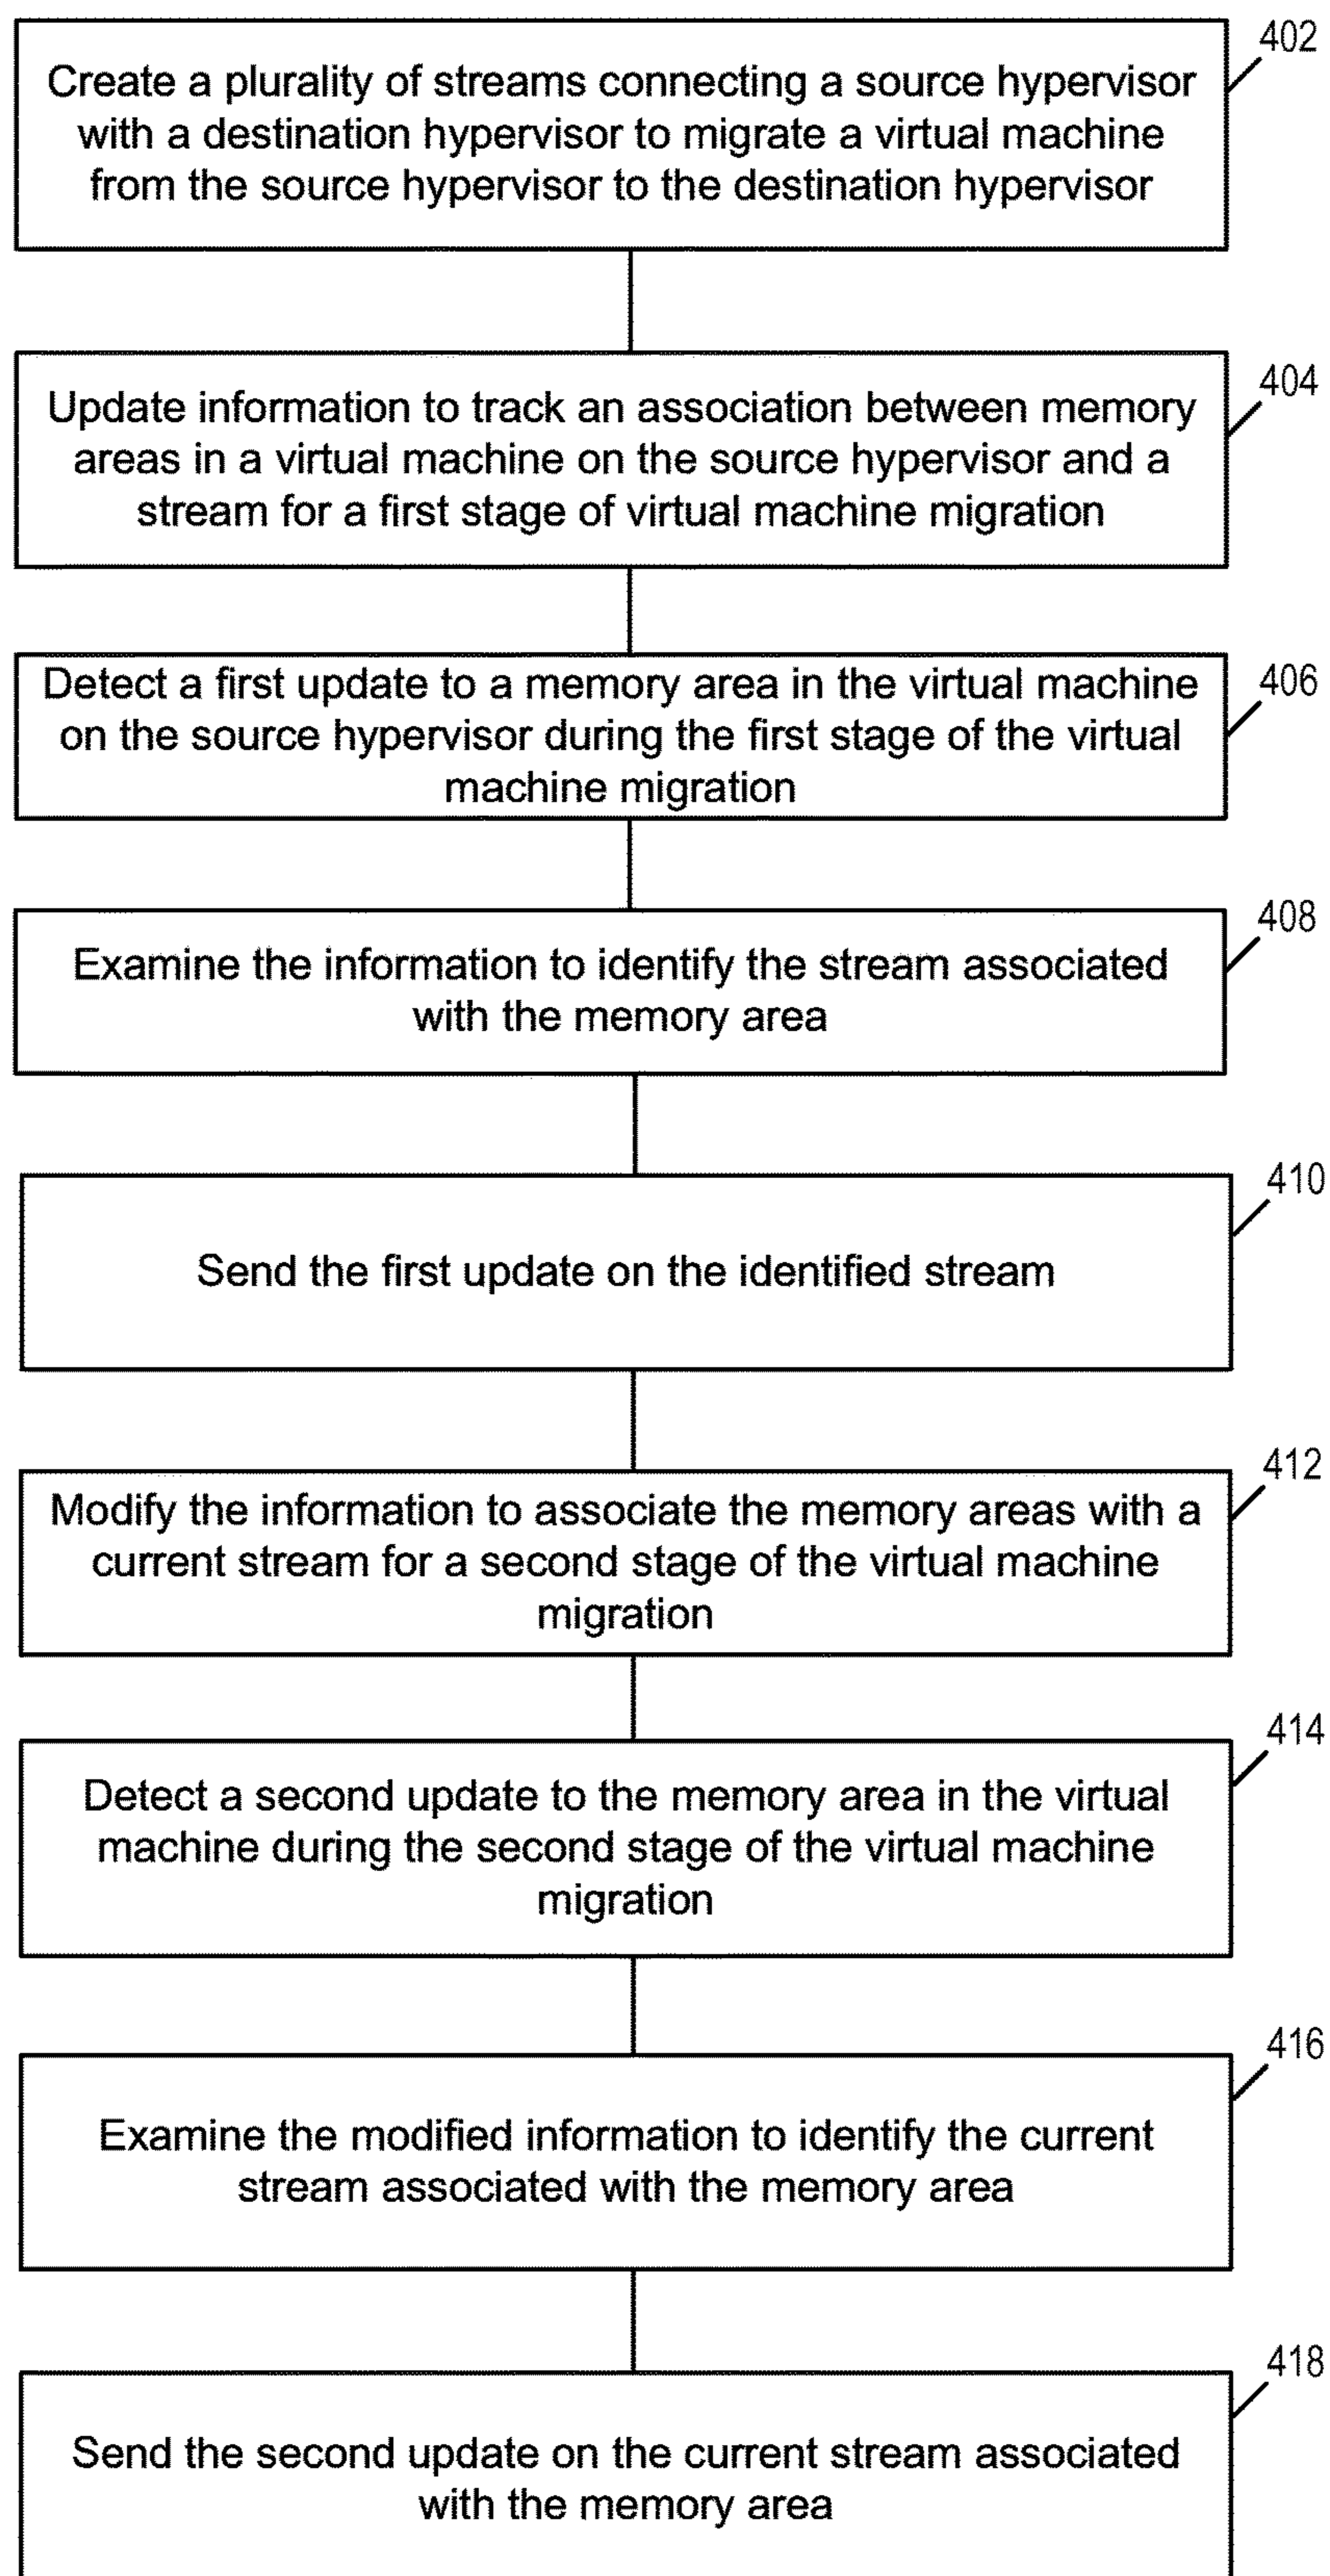 402
Create a plurality of streams connecting a source hypervisor
with a destination hypervisor to migrate a virtual machine
from the source hypervisor to the destination hypervisor
404
Update information to track an association between memory
areas in a virtual machine on the source hypervisor and a
stream for a first stage of virtual machine migration
406
Detect a first update to a memory area in the virtual machine
on the source hypervisor during the first stage of the virtual
machine migration
408
Examine the information to identify the stream associated
with the memory area
410
Send the first update on the identified stream
412
Modify the information to associate the memory areas with a
current stream for a second stage of the virtual machine
migration
414
Detect a second update to the memory area in the virtual
machine during the second stage of the virtual machine
migration
416
Examine the modified information to identify the current
stream associated with the memory area
418
Send the second update on the current stream associated
with the memory area